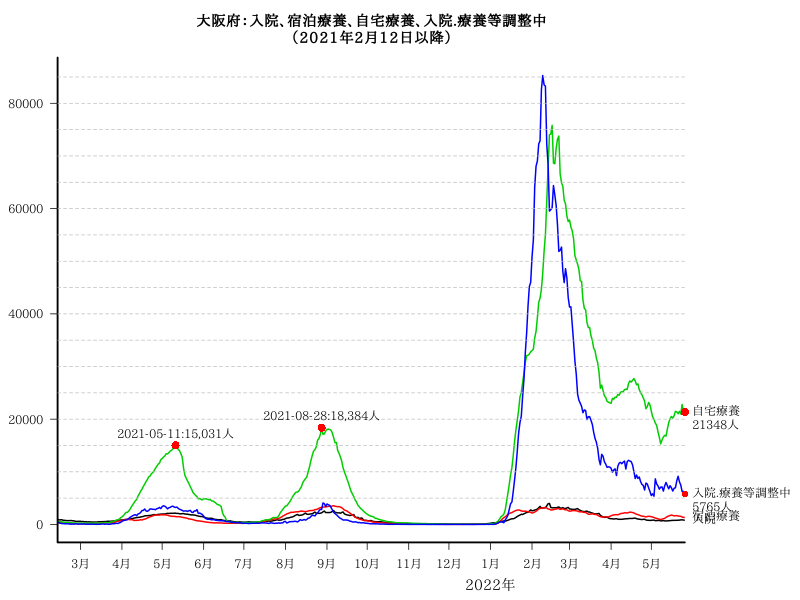 大阪府：入院、宿泊療養、自宅療養、入院.療養等調整中
（2021年2月12日以降）
80000
60000
40000
20000
0
2021-05-11:15,031人
2021-08-28:18,384人
自宅療養
21348人
入院.療養等調整中
5765人
宿泊療養
入院
3月 4月 5月 6月 7月 8月 9月 10月 11月 12月 1月 2月 3月 4月 5月
2022年